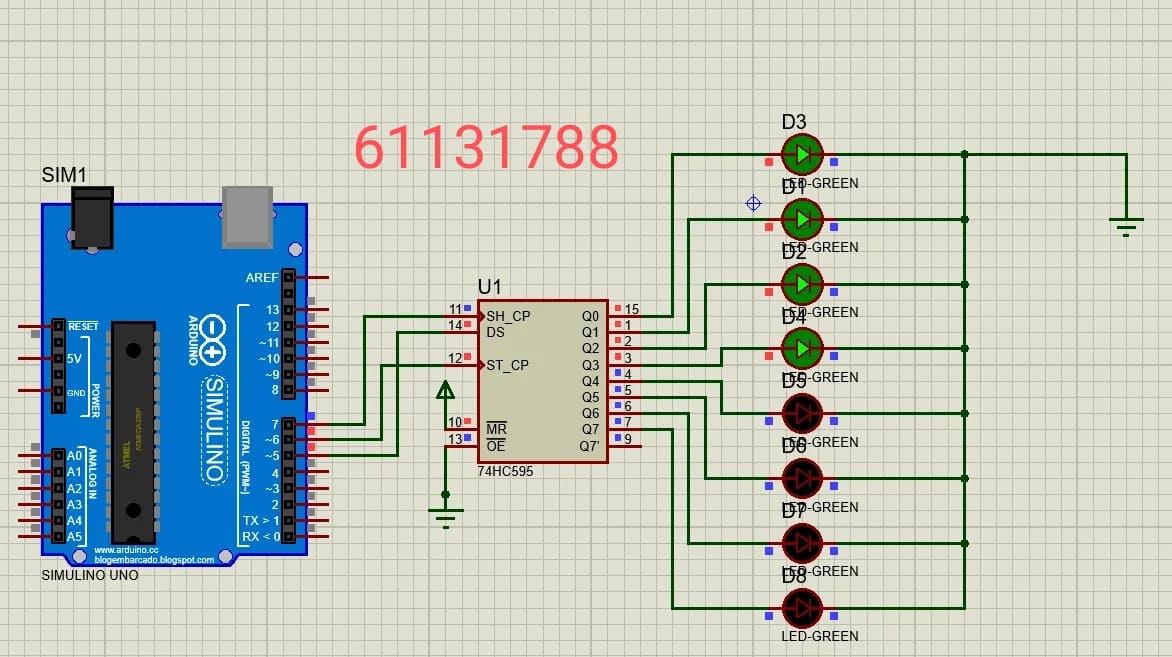 61131788
SIM1
AREF
13
12
~11
~10
~9
8
7
~6
~5
4
~3
2
TX > 1
RX < 0
DIGITAL (PWM~)
ARDUINO
SIMULINO
RESET
5V
GND
POWER
A0
A1
A2
A3
A4
A5
ANALOG IN
ATMEL
ATMEGA328P
www.arduino.cc
blogembarcado.blogspot.com
SIMULINO UNO
U1
11 SH_CP Q0 15
14 DS Q1 1
Q2 2
12 ST_CP Q3 3
Q4 4
Q5 5
Q6 6
10 MR Q7 7
13 OE Q7' 9
74HC595
D3
LED-GREEN
D1
LED-GREEN
D2
LED-GREEN
D4
LED-GREEN
D5
LED-GREEN
D6
LED-GREEN
D7
LED-GREEN
D8
LED-GREEN